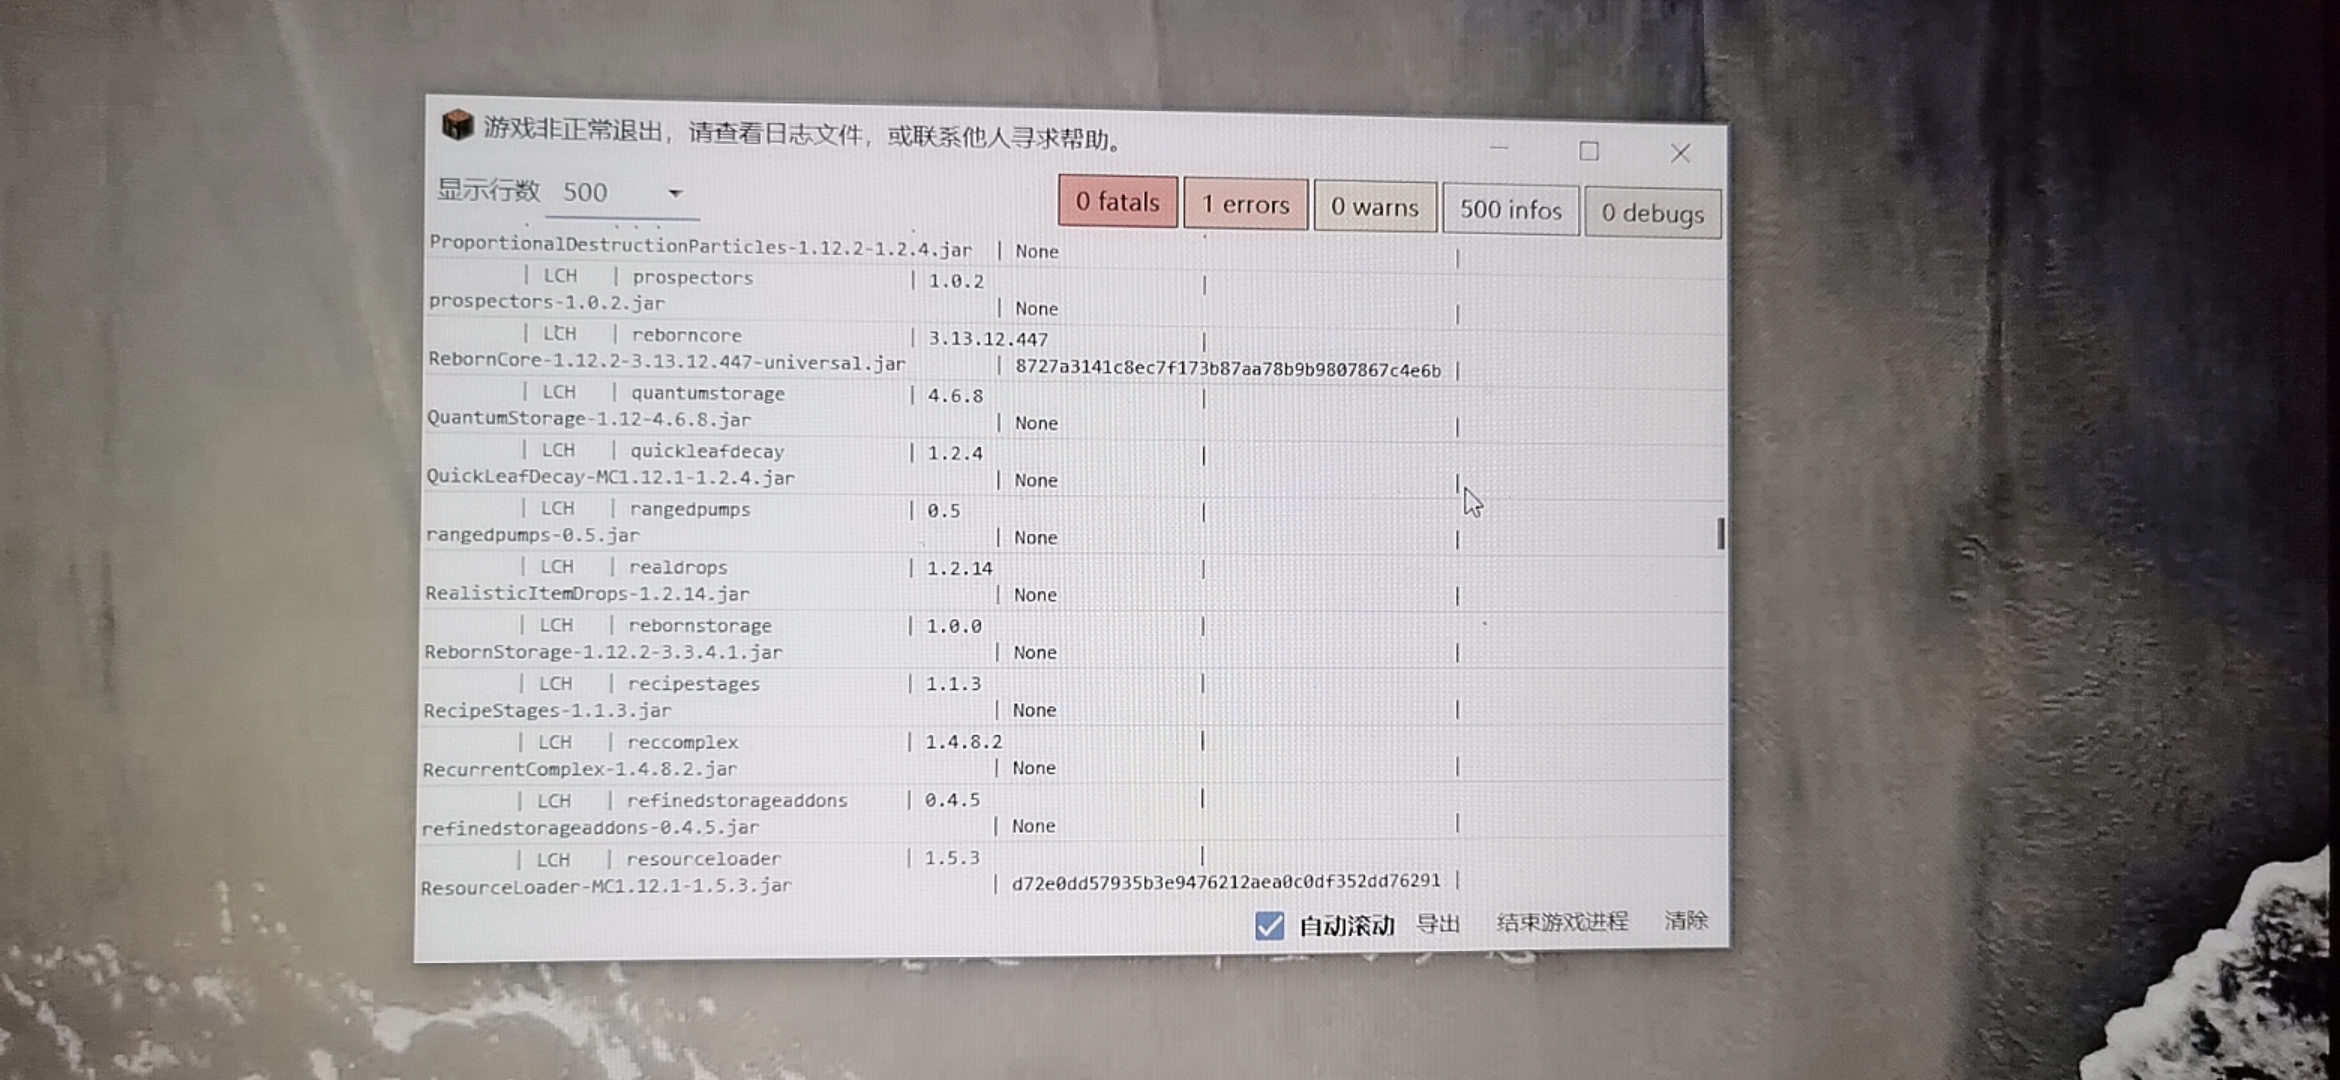 游戏非正常退出，请查看日志文件，或联系他人寻求帮助。
显示行数 500 0 fatals 1 errors 0 warns 500 infos 0 debugs
ProportionalDestructionParticles-1.12.2-1.2.4.jar | None |
| LCH | prospectors | 1.0.2 |
prospectors-1.0.2.jar | None |
| LCH | reborncore | 3.13.12.447 |
RebornCore-1.12.2-3.13.12.447-universal.jar | 8727a3141c8ec7f173b87aa78b9b9807867c4e6b |
| LCH | quantumstorage | 4.6.8 |
QuantumStorage-1.12-4.6.8.jar | None |
| LCH | quickleafdecay | 1.2.4 |
QuickLeafDecay-MC1.12.1-1.2.4.jar | None |
| LCH | rangedpumps | 0.5 |
rangedpumps-0.5.jar | None |
| LCH | realdrops | 1.2.14 |
RealisticItemDrops-1.2.14.jar | None |
| LCH | rebornstorage | 1.0.0 |
RebornStorage-1.12.2-3.3.4.1.jar | None |
| LCH | recipestages | 1.1.3 |
RecipeStages-1.1.3.jar | None |
| LCH | reccomplex | 1.4.8.2 |
RecurrentComplex-1.4.8.2.jar | None |
| LCH | refinedstorageaddons | 0.4.5 |
refinedstorageaddons-0.4.5.jar | None |
| LCH | resourceloader | 1.5.3 |
ResourceLoader-MC1.12.1-1.5.3.jar | d72e0dd57935b3e9476212aea0c0df352dd76291 |
自动滚动 导出 结束游戏进程 清除